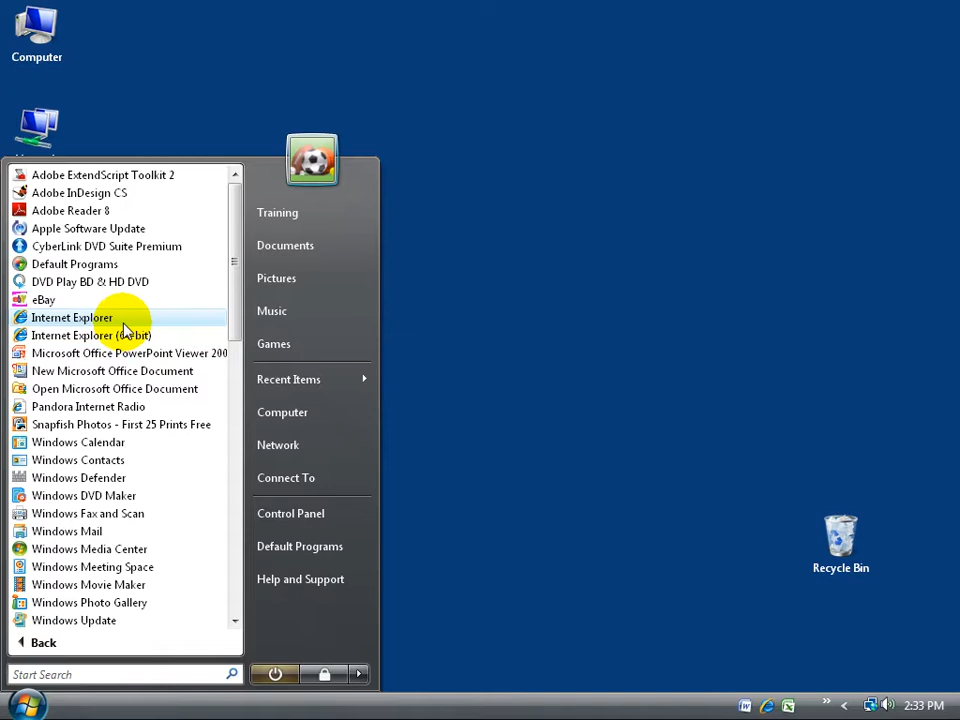 Computer
Adobe ExtendScript Toolkit 2
Adobe InDesign CS
Adobe Reader 8
Apple Software Update
CyberLink DVD Suite Premium
Default Programs
DVD Play BD & HD DVD
eBay
Internet Explorer
Internet Explorer (64-bit)
Microsoft Office PowerPoint Viewer 200
New Microsoft Office Document
Open Microsoft Office Document
Pandora Internet Radio
Snapfish Photos - First 25 Prints Free
Windows Calendar
Windows Contacts
Windows Defender
Windows DVD Maker
Windows Fax and Scan
Windows Mail
Windows Media Center
Windows Meeting Space
Windows Movie Maker
Windows Photo Gallery
Windows Update
Back
Start Search
Training
Documents
Pictures
Music
Games
Recent Items
Computer
Network
Connect To
Control Panel
Default Programs
Help and Support
Recycle Bin
2:33 PM